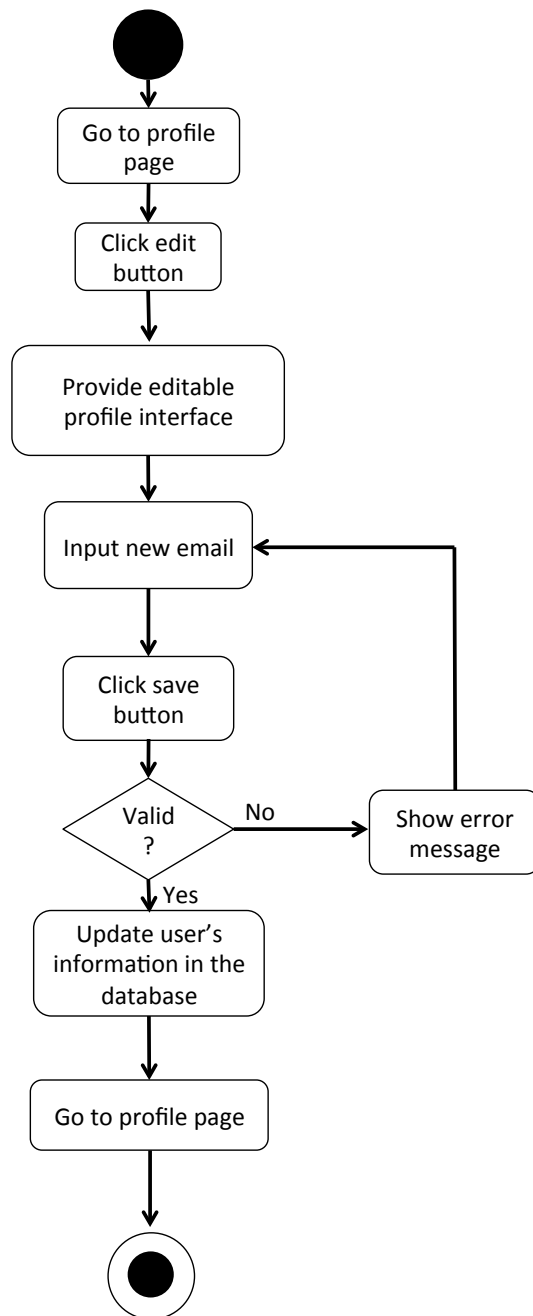 Go to profile
page
Click edit
button
Provide editable
profile interface
Input new email
Click save
button
Valid
?
No
Show error
message
Yes
Update user’s
information in the
database
Go to profile page